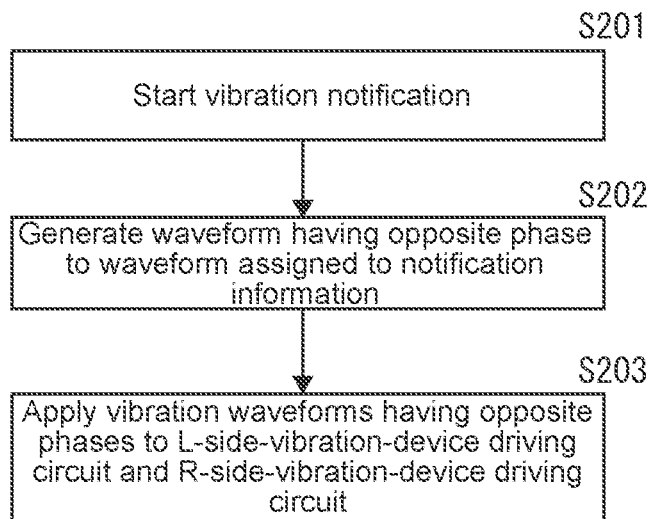 S201
Start vibration notification
S202
Generate waveform having opposite phase
to waveform assigned to notification
information
S203
Apply vibration waveforms having opposite
phases to L-side-vibration-device driving
circuit and R-side-vibration-device driving
circuit